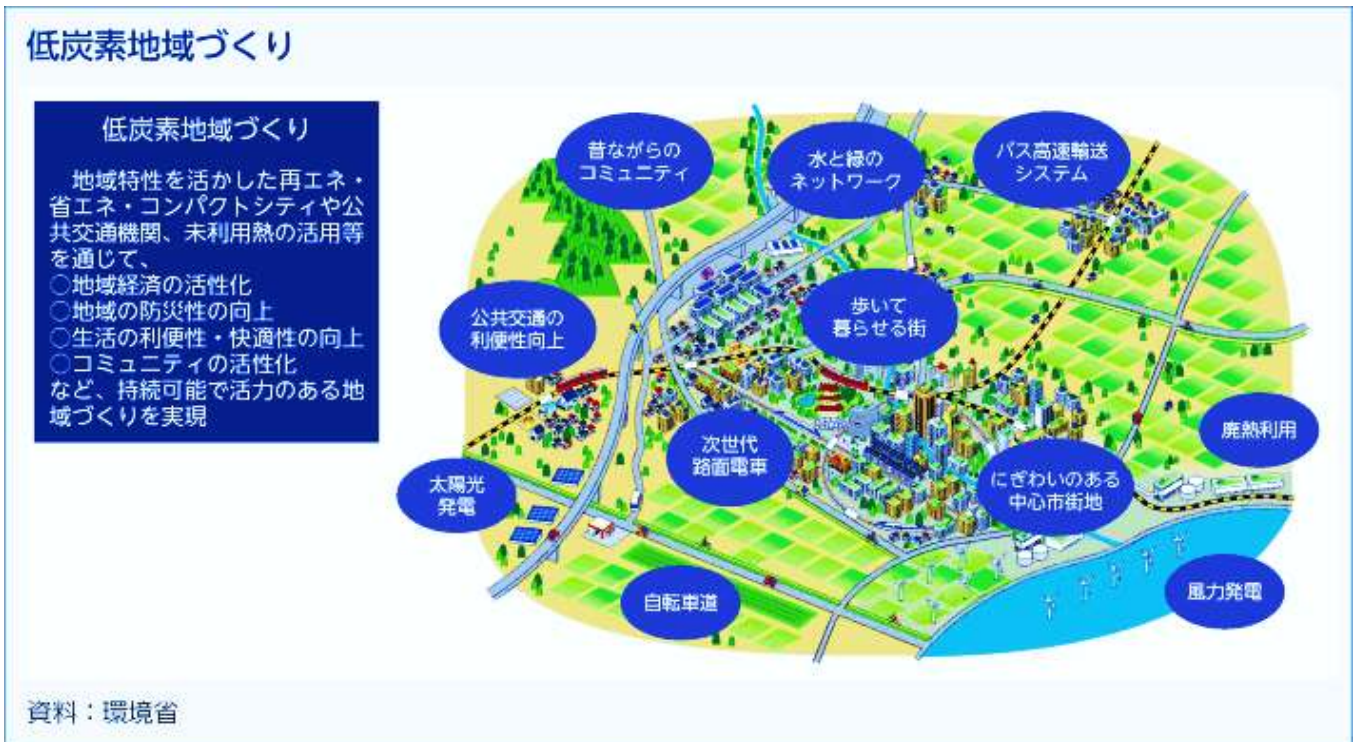 低炭素地域づくり
低炭素地域づくり
地域特性を活かした再エネ・
省エネ・コンパクトシティや公
共交通機関、未利用熱の活用等
を通じて、
○地域経済の活性化
○地域の防災性の向上
○生活の利便性・快適性の向上
○コミュニティの活性化
など、持続可能で活力のある地
域づくりを実現
昔ながらの
コミュニティ
水と緑の
ネットワーク
バス高速輸送
システム
公共交通の
利便性向上
歩いて
暮らせる街
次世代
路面電車
廃熱利用
太陽光
発電
にぎわいのある
中心市街地
自転車道
風力発電
資料：環境省